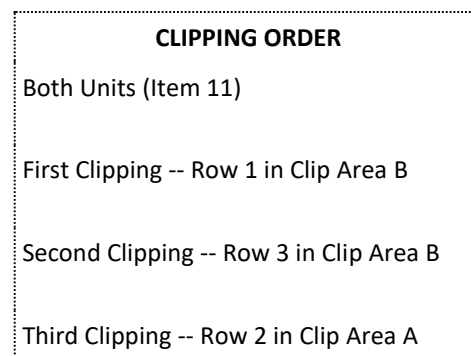 CLIPPING ORDER
Both Units (Item 11)
First Clipping -- Row 1 in Clip Area B
Second Clipping -- Row 3 in Clip Area B
Third Clipping -- Row 2 in Clip Area A